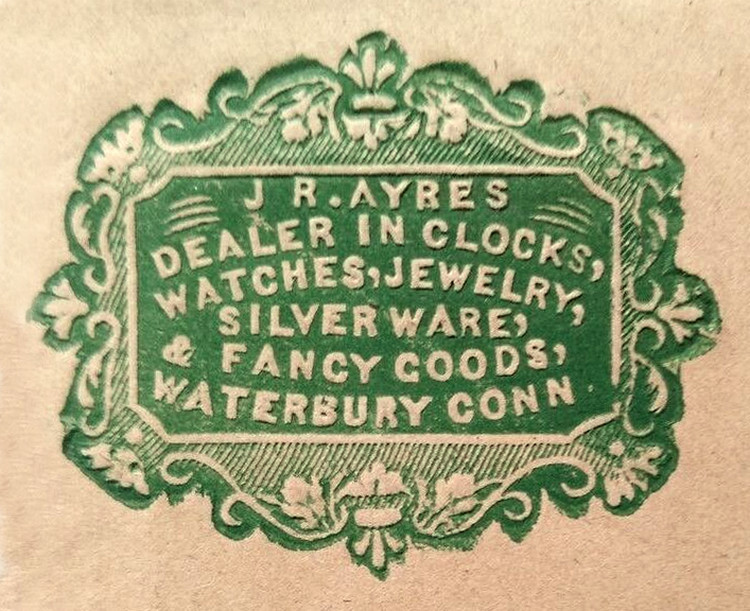 J R. AYRES
DEALER IN CLOCKS,
WATCHES, JEWELRY,
SILVER WARE,
& FANCY GOODS,
WATERBURY CONN